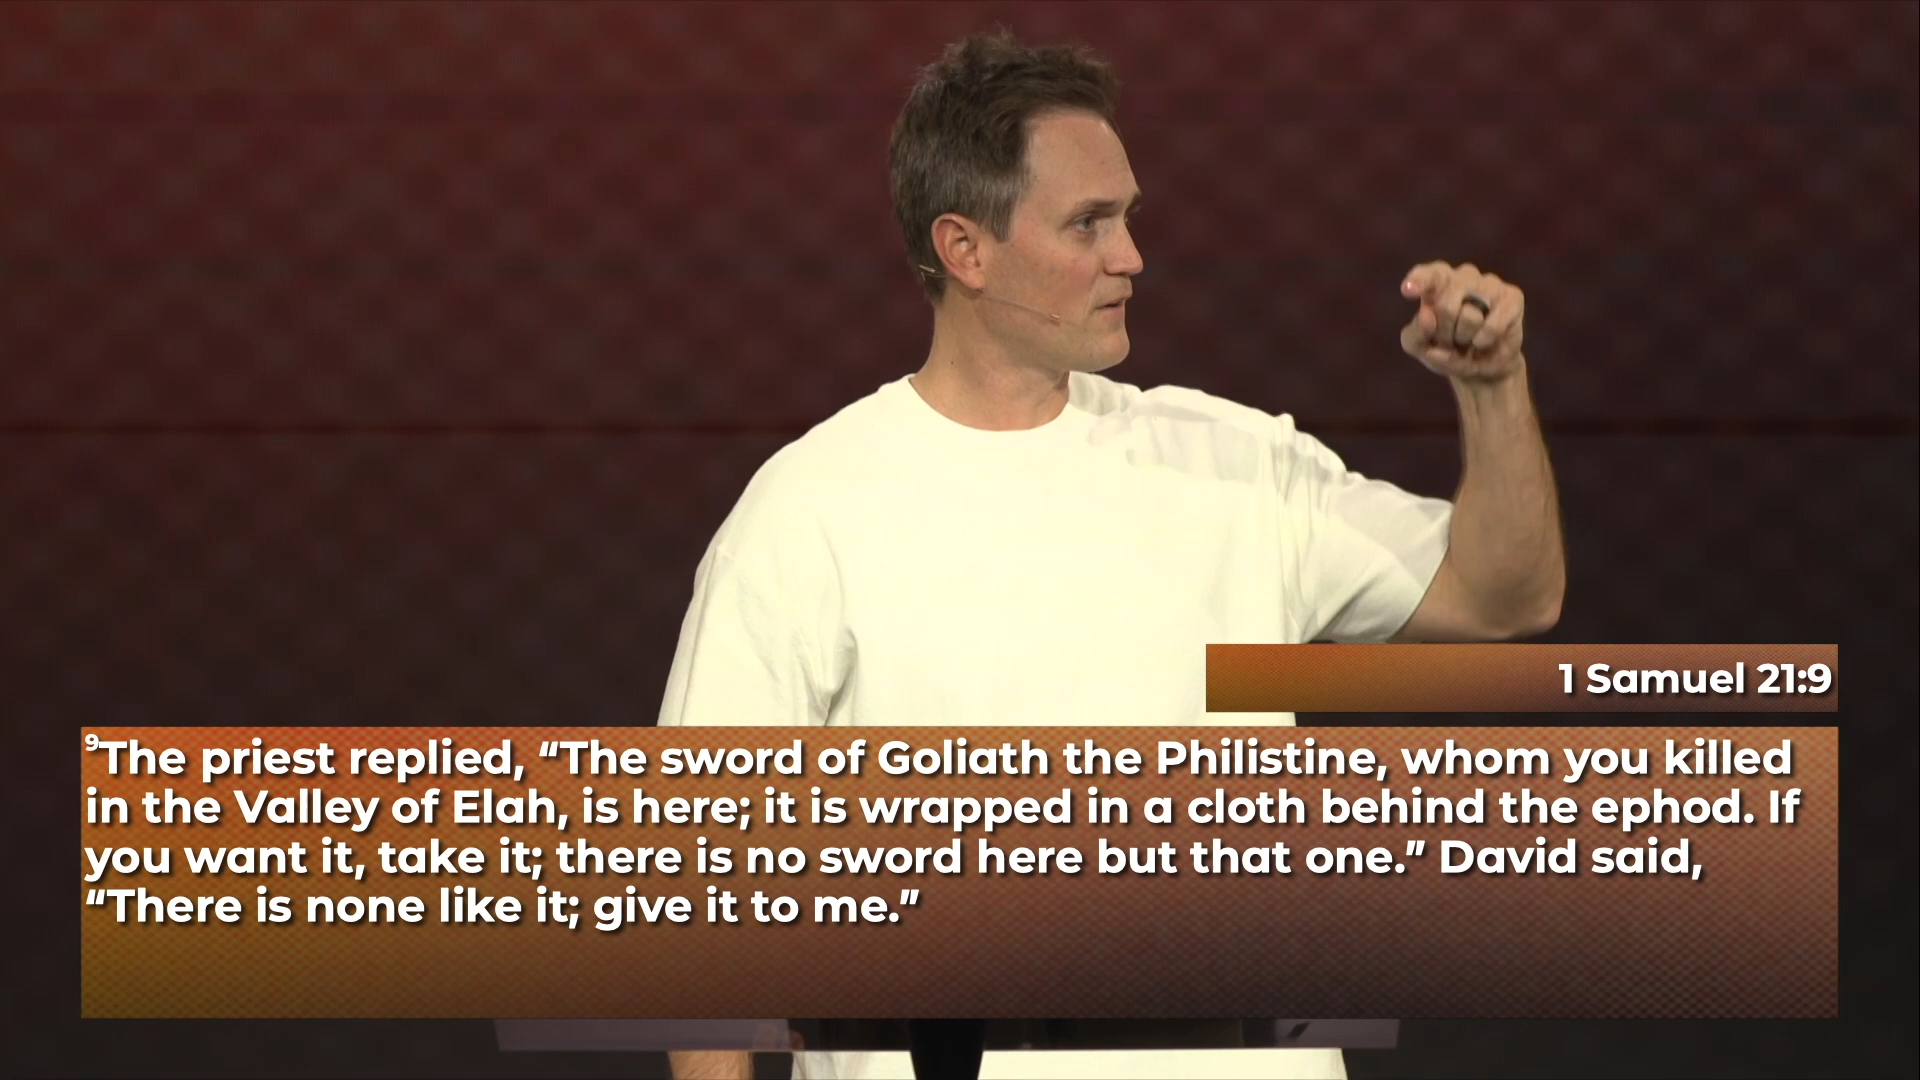 1 Samuel 21:9
⁹The priest replied, “The sword of Goliath the Philistine, whom you killed
in the Valley of Elah, is here; it is wrapped in a cloth behind the ephod. If
you want it, take it; there is no sword here but that one.” David said,
“There is none like it; give it to me.”